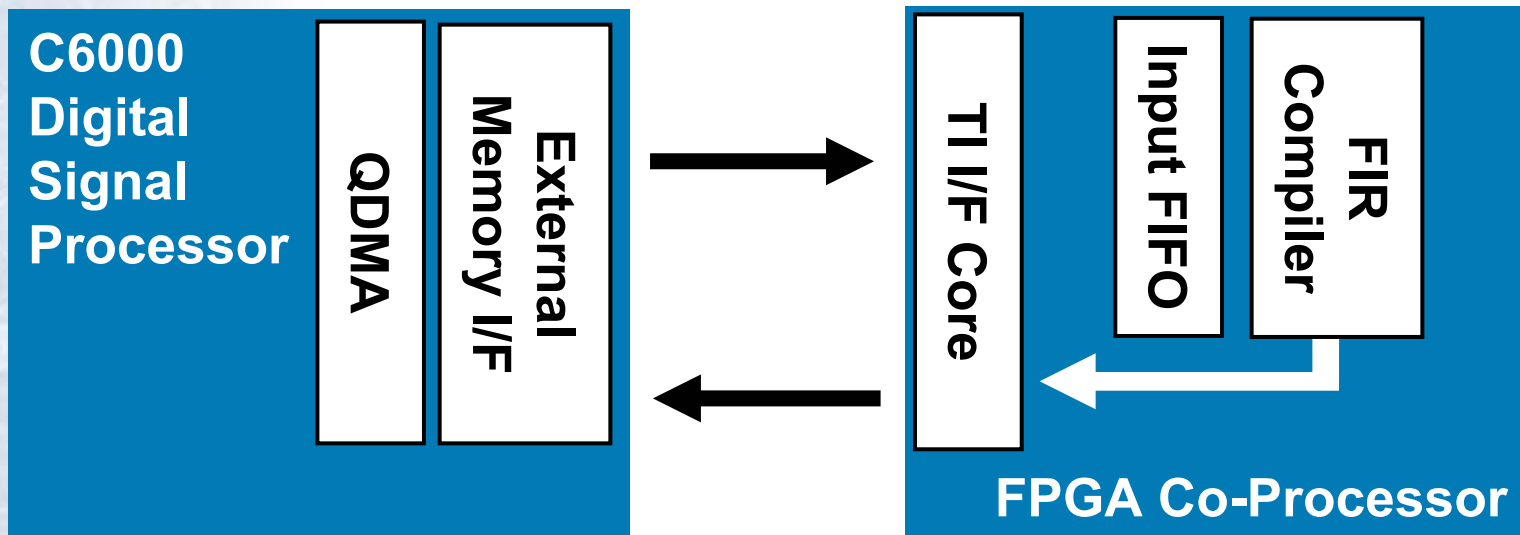 C6000
Digital
Signal
Processor
QDMA
External
Memory I/F
TI I/F Core
Input FIFO
FIR
Compiler
FPGA Co-Processor